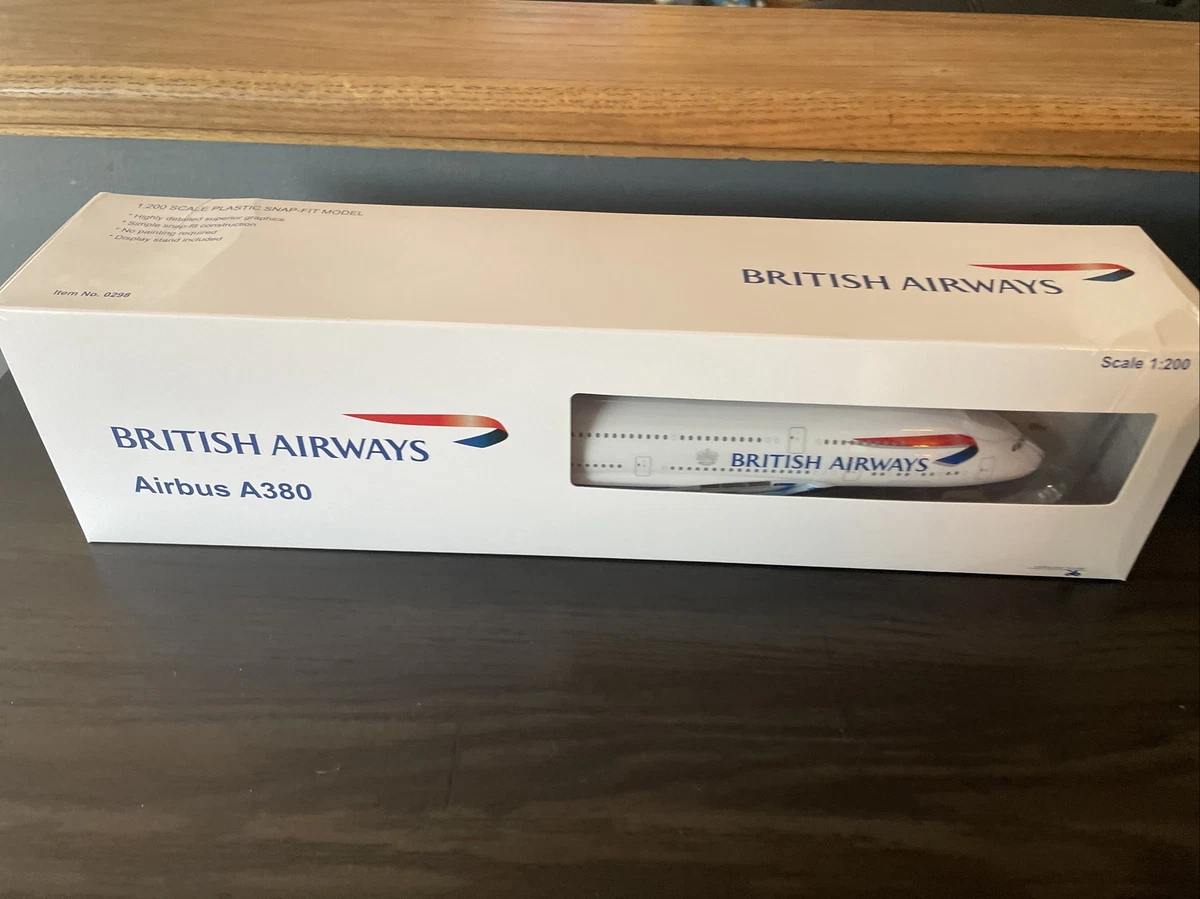 1:200 SCALE PLASTIC SNAP-FIT MODEL
* Highly detailed superior graphics
* Simple snap-fit construction
* No painting required
* Display stand included
Item No. 0298
BRITISH AIRWAYS
Scale 1:200
BRITISH AIRWAYS
Airbus A380
BRITISH AIRWAYS